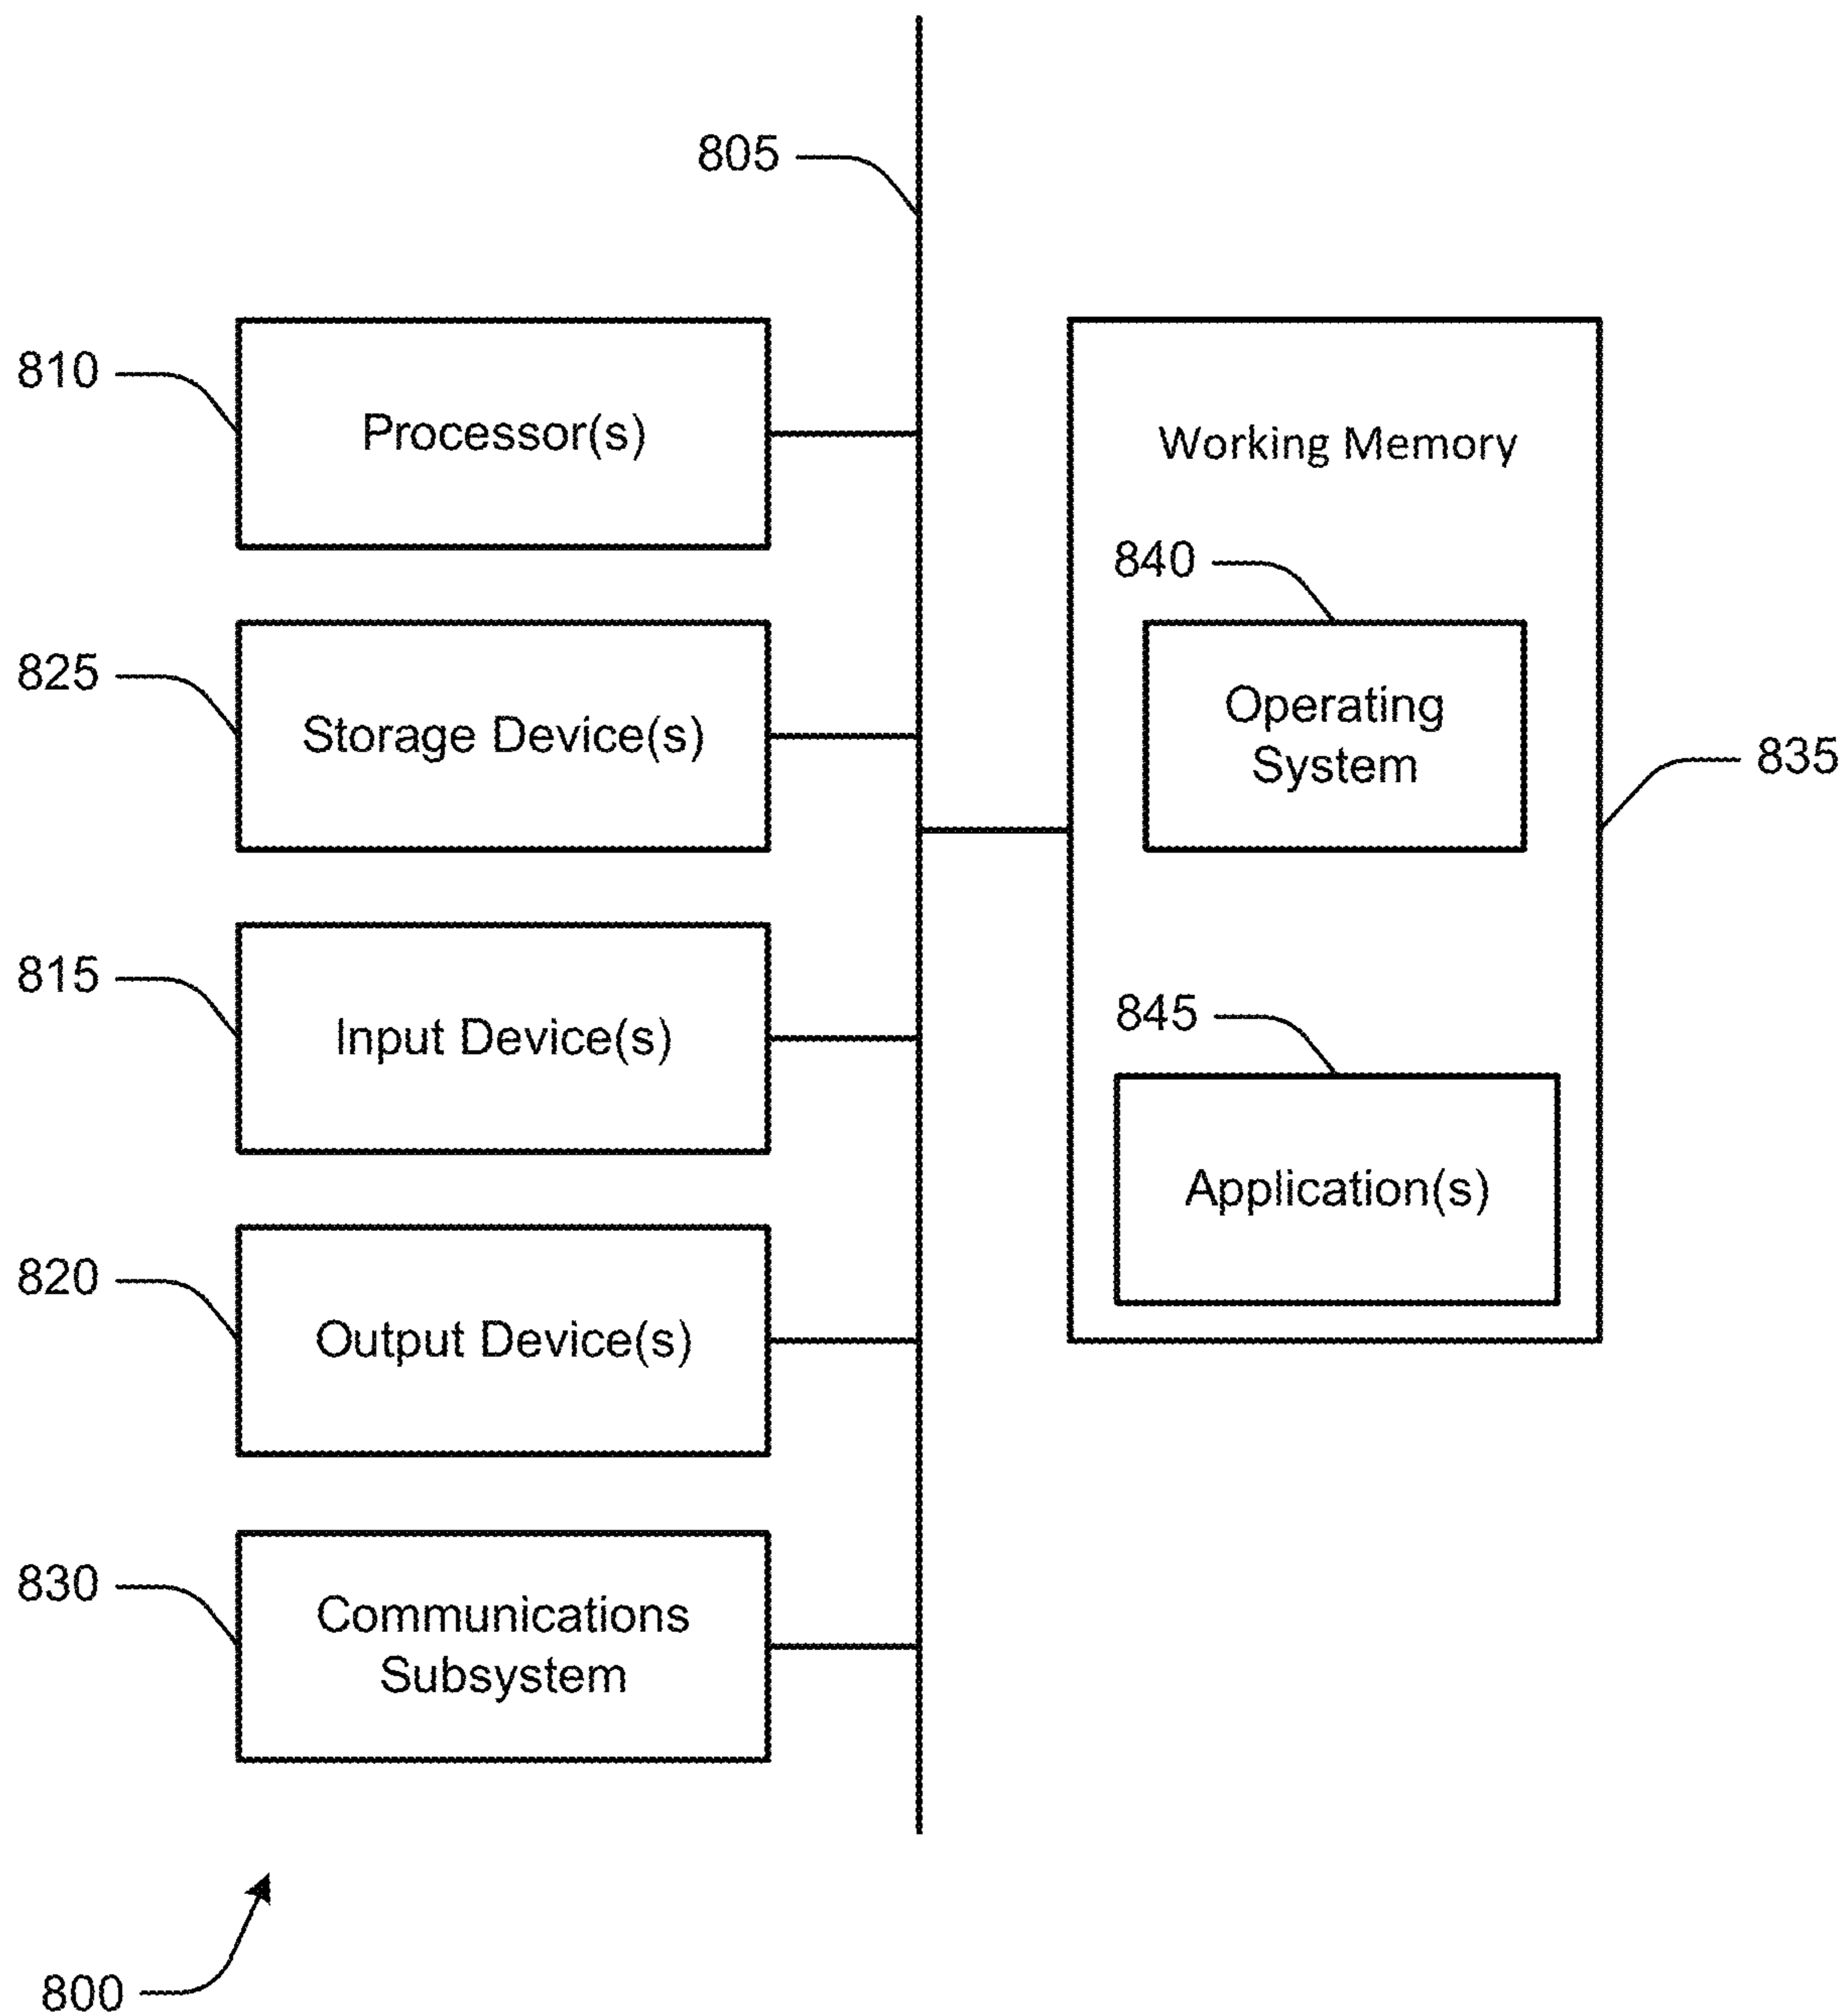 805
810
Processor(s)
Working Memory
840
825
Storage Device(s)
Operating
System
835
815
Input Device(s)
845
Application(s)
820
Output Device(s)
830
Communications
Subsystem
800